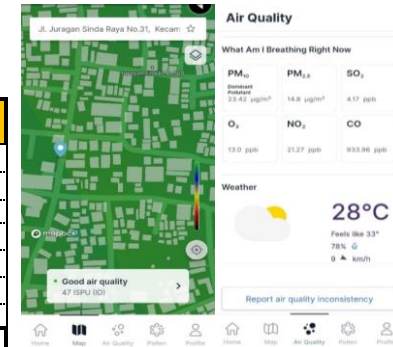 Jl. Juragan Sinda Raya No.31, Kecam
mapbox
Good air quality
47 ISPU (ID)
Home
Map
Air Quality
Pollen
Profile
Air Quality
What Am I Breathing Right Now
PM₁₀
PM₂.₅
SO₂
Dominant
Pollutant
23.42 µg/m³
14.8 µg/m³
4.17 ppb
O₃
NO₂
CO
13.0 ppb
21.27 ppb
933.96 ppb
Weather
28°C
Feels like 33°
78%
9 km/h
Report air quality inconsistency
Home
Map
Air Quality
Pollen
Profile